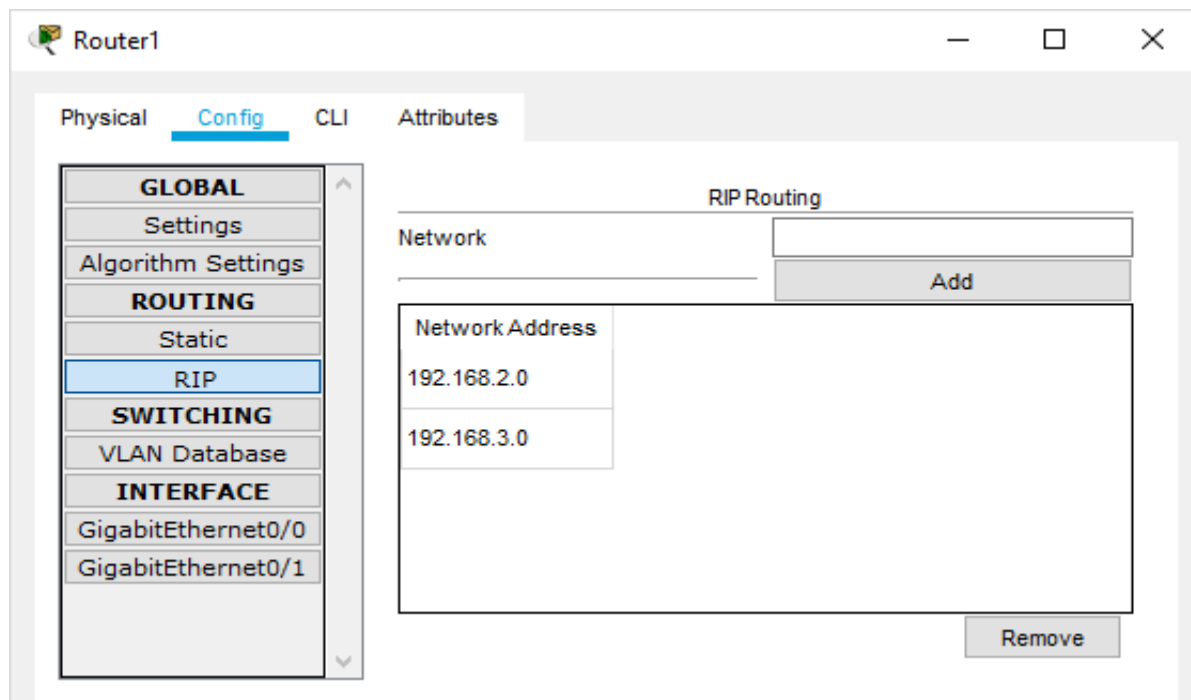 Router1
Physical Config CLI Attributes
GLOBAL
Settings
Algorithm Settings
ROUTING
Static
RIP
SWITCHING
VLAN Database
INTERFACE
GigabitEthernet0/0
GigabitEthernet0/1
RIP Routing
Network
Add
Network Address
192.168.2.0
192.168.3.0
Remove